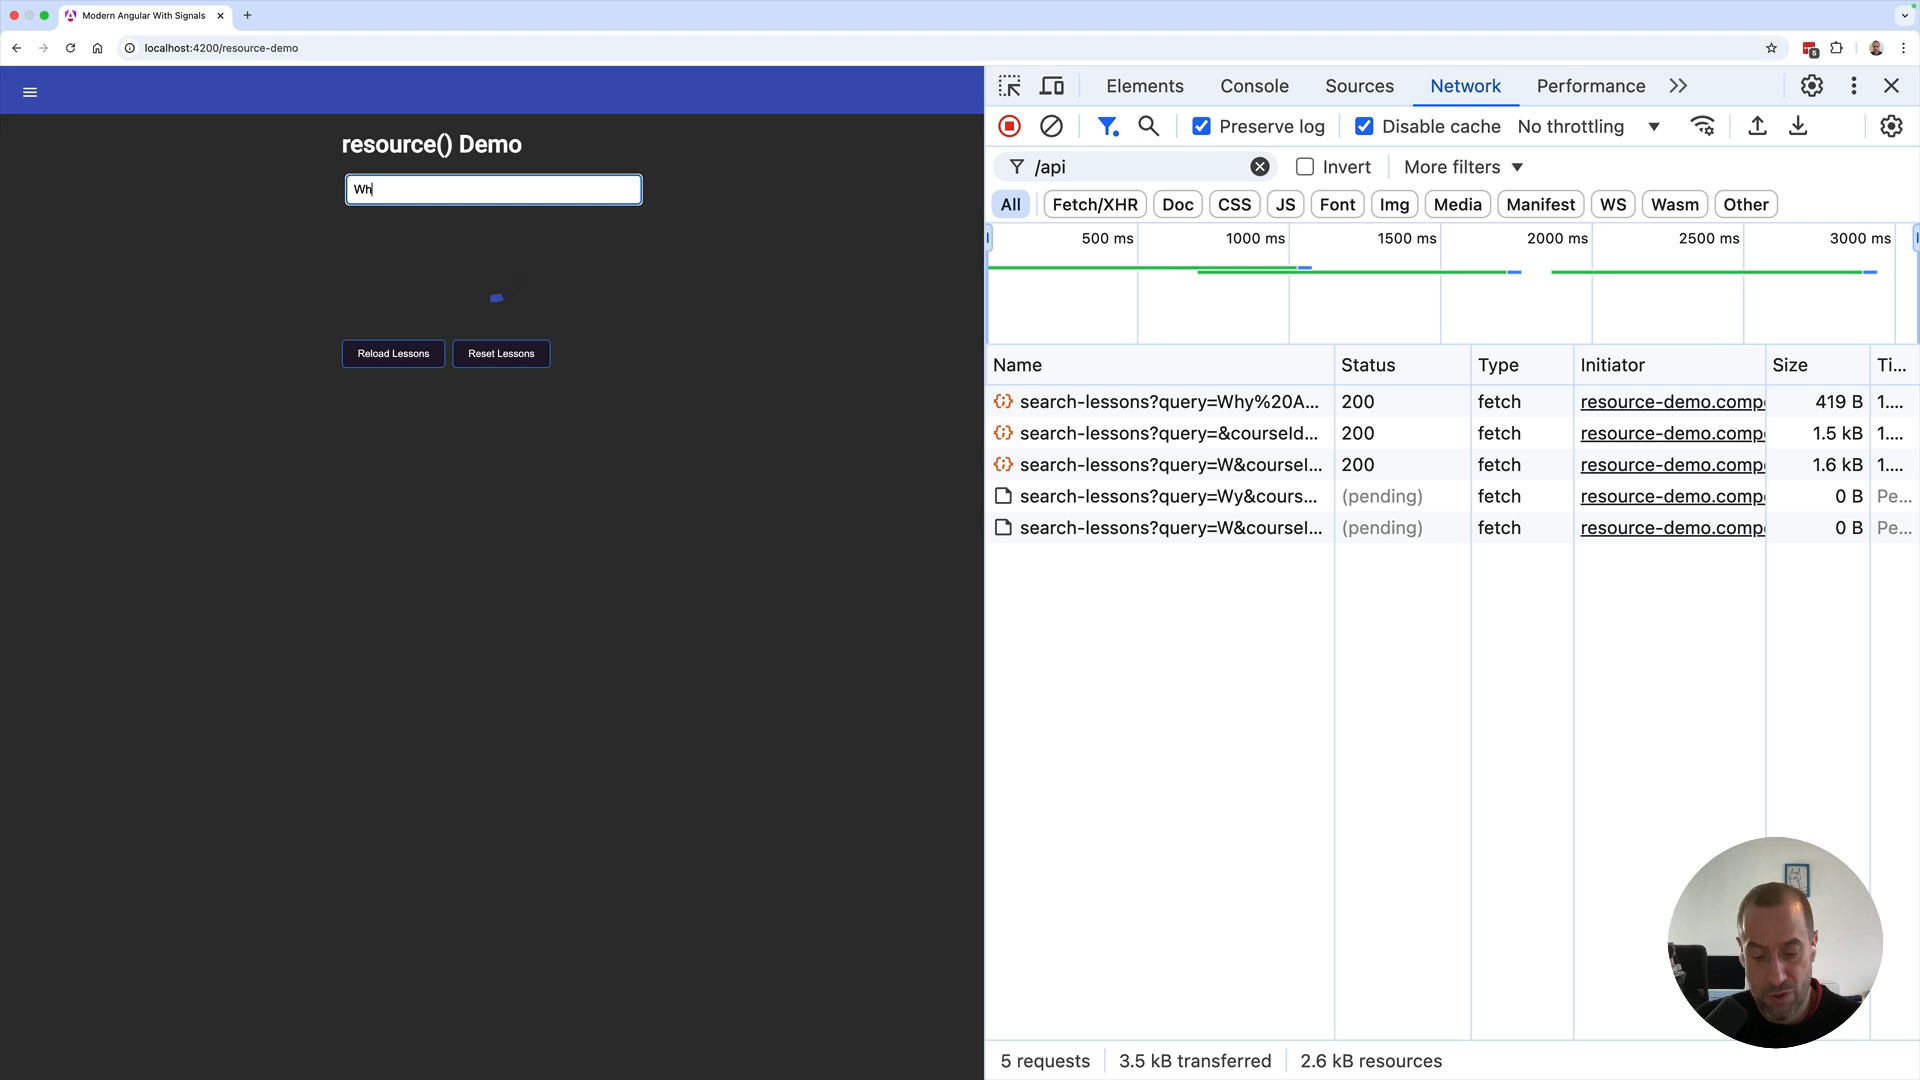 Modern Angular With Signals
localhost:4200/resource-demo
6
resource() Demo
Wh
Reload Lessons
Reset Lessons
Elements
Console
Sources
Network
Performance
Preserve log
Disable cache
No throttling
/api
Invert
More filters
All
Fetch/XHR
Doc
CSS
JS
Font
Img
Media
Manifest
WS
Wasm
Other
500 ms
1000 ms
1500 ms
2000 ms
2500 ms
3000 ms
Name Status Type Initiator Size Ti...
search-lessons?query=Why%20A... 200 fetch resource-demo.comp 419 B 1....
search-lessons?query=&courseId... 200 fetch resource-demo.comp 1.5 kB 1....
search-lessons?query=W&courseI... 200 fetch resource-demo.comp 1.6 kB 1....
search-lessons?query=Wy&cours... (pending) fetch resource-demo.comp 0 B Pe...
search-lessons?query=W&courseI... (pending) fetch resource-demo.comp 0 B Pe...
5 requests
3.5 kB transferred
2.6 kB resources